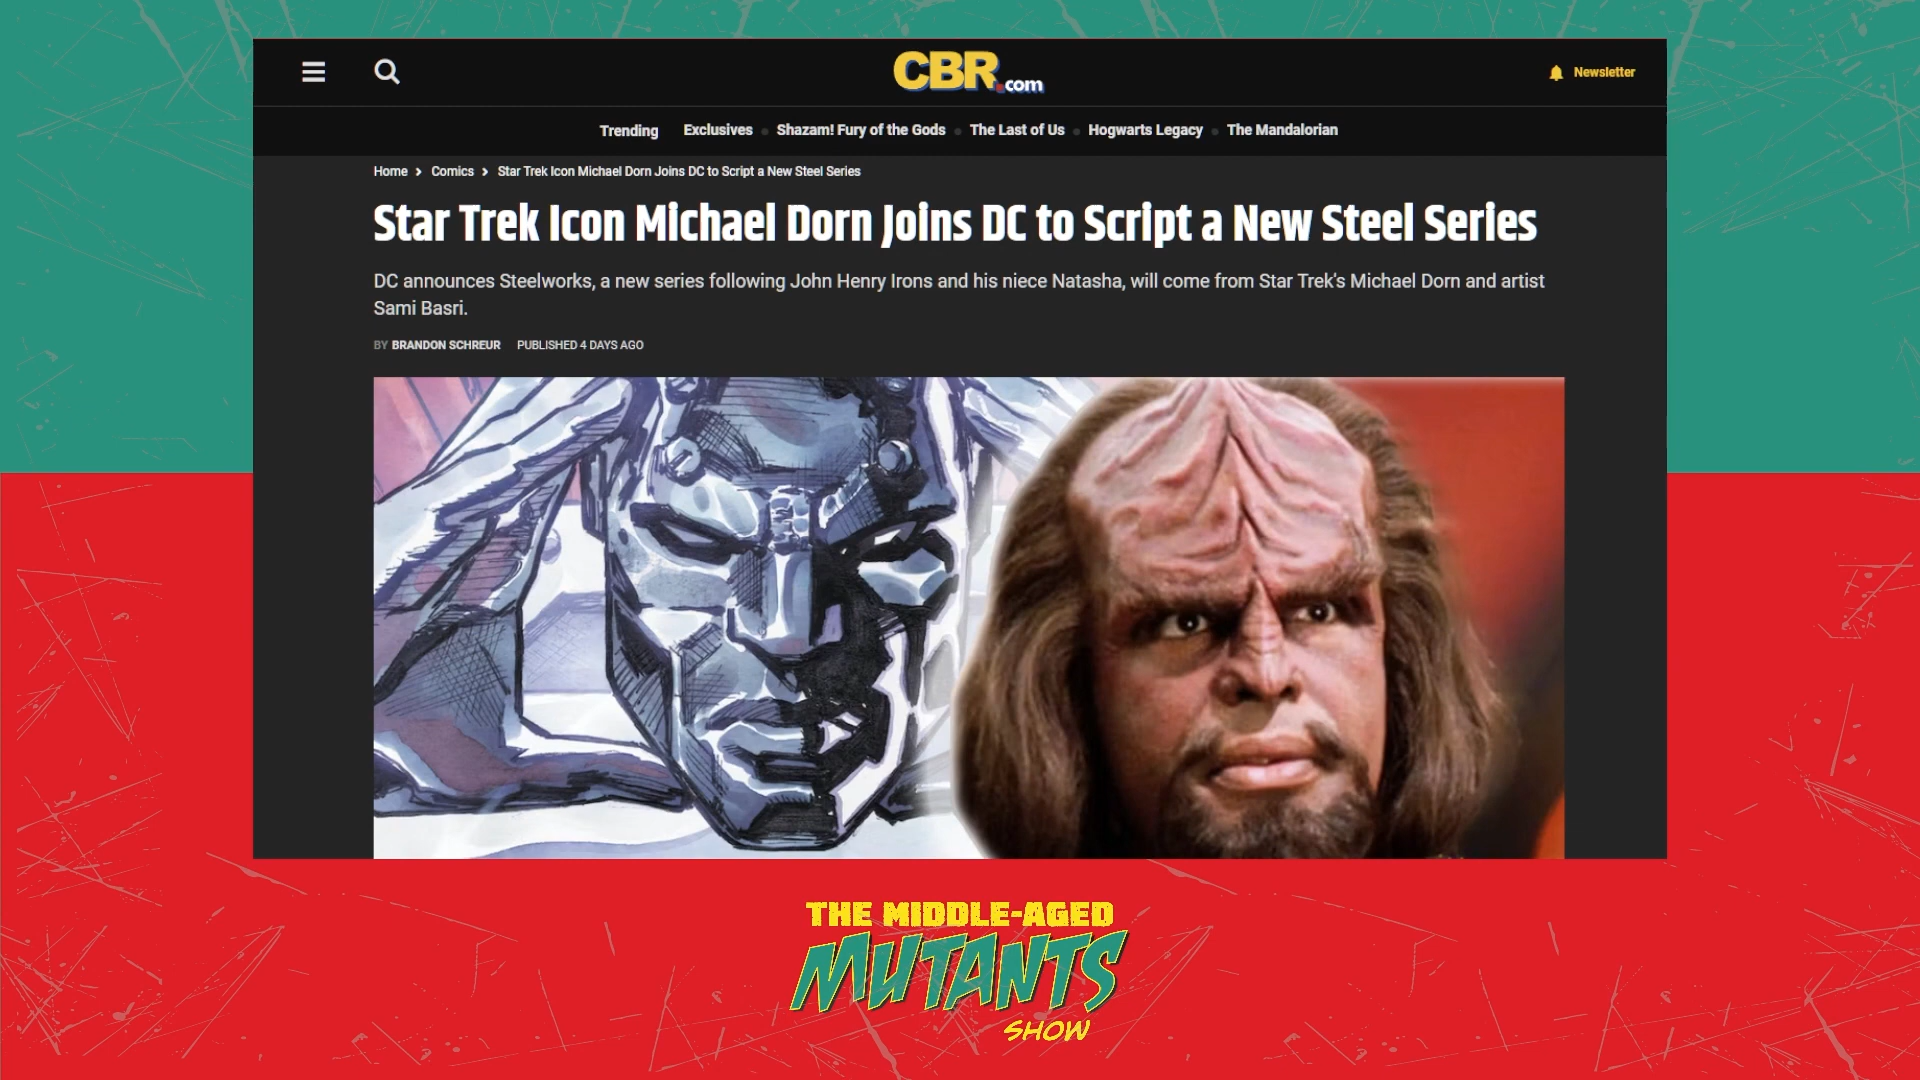 CBR.com
Newsletter
Trending Exclusives Shazam! Fury of the Gods The Last of Us Hogwarts Legacy The Mandalorian
Home > Comics > Star Trek Icon Michael Dorn Joins DC to Script a New Steel Series
Star Trek Icon Michael Dorn Joins DC to Script a New Steel Series
DC announces Steelworks, a new series following John Henry Irons and his niece Natasha, will come from Star Trek's Michael Dorn and artist
Sami Basri.
BY BRANDON SCHREUR PUBLISHED 4 DAYS AGO
THE MIDDLE-AGED
MUTANTS
SHOW